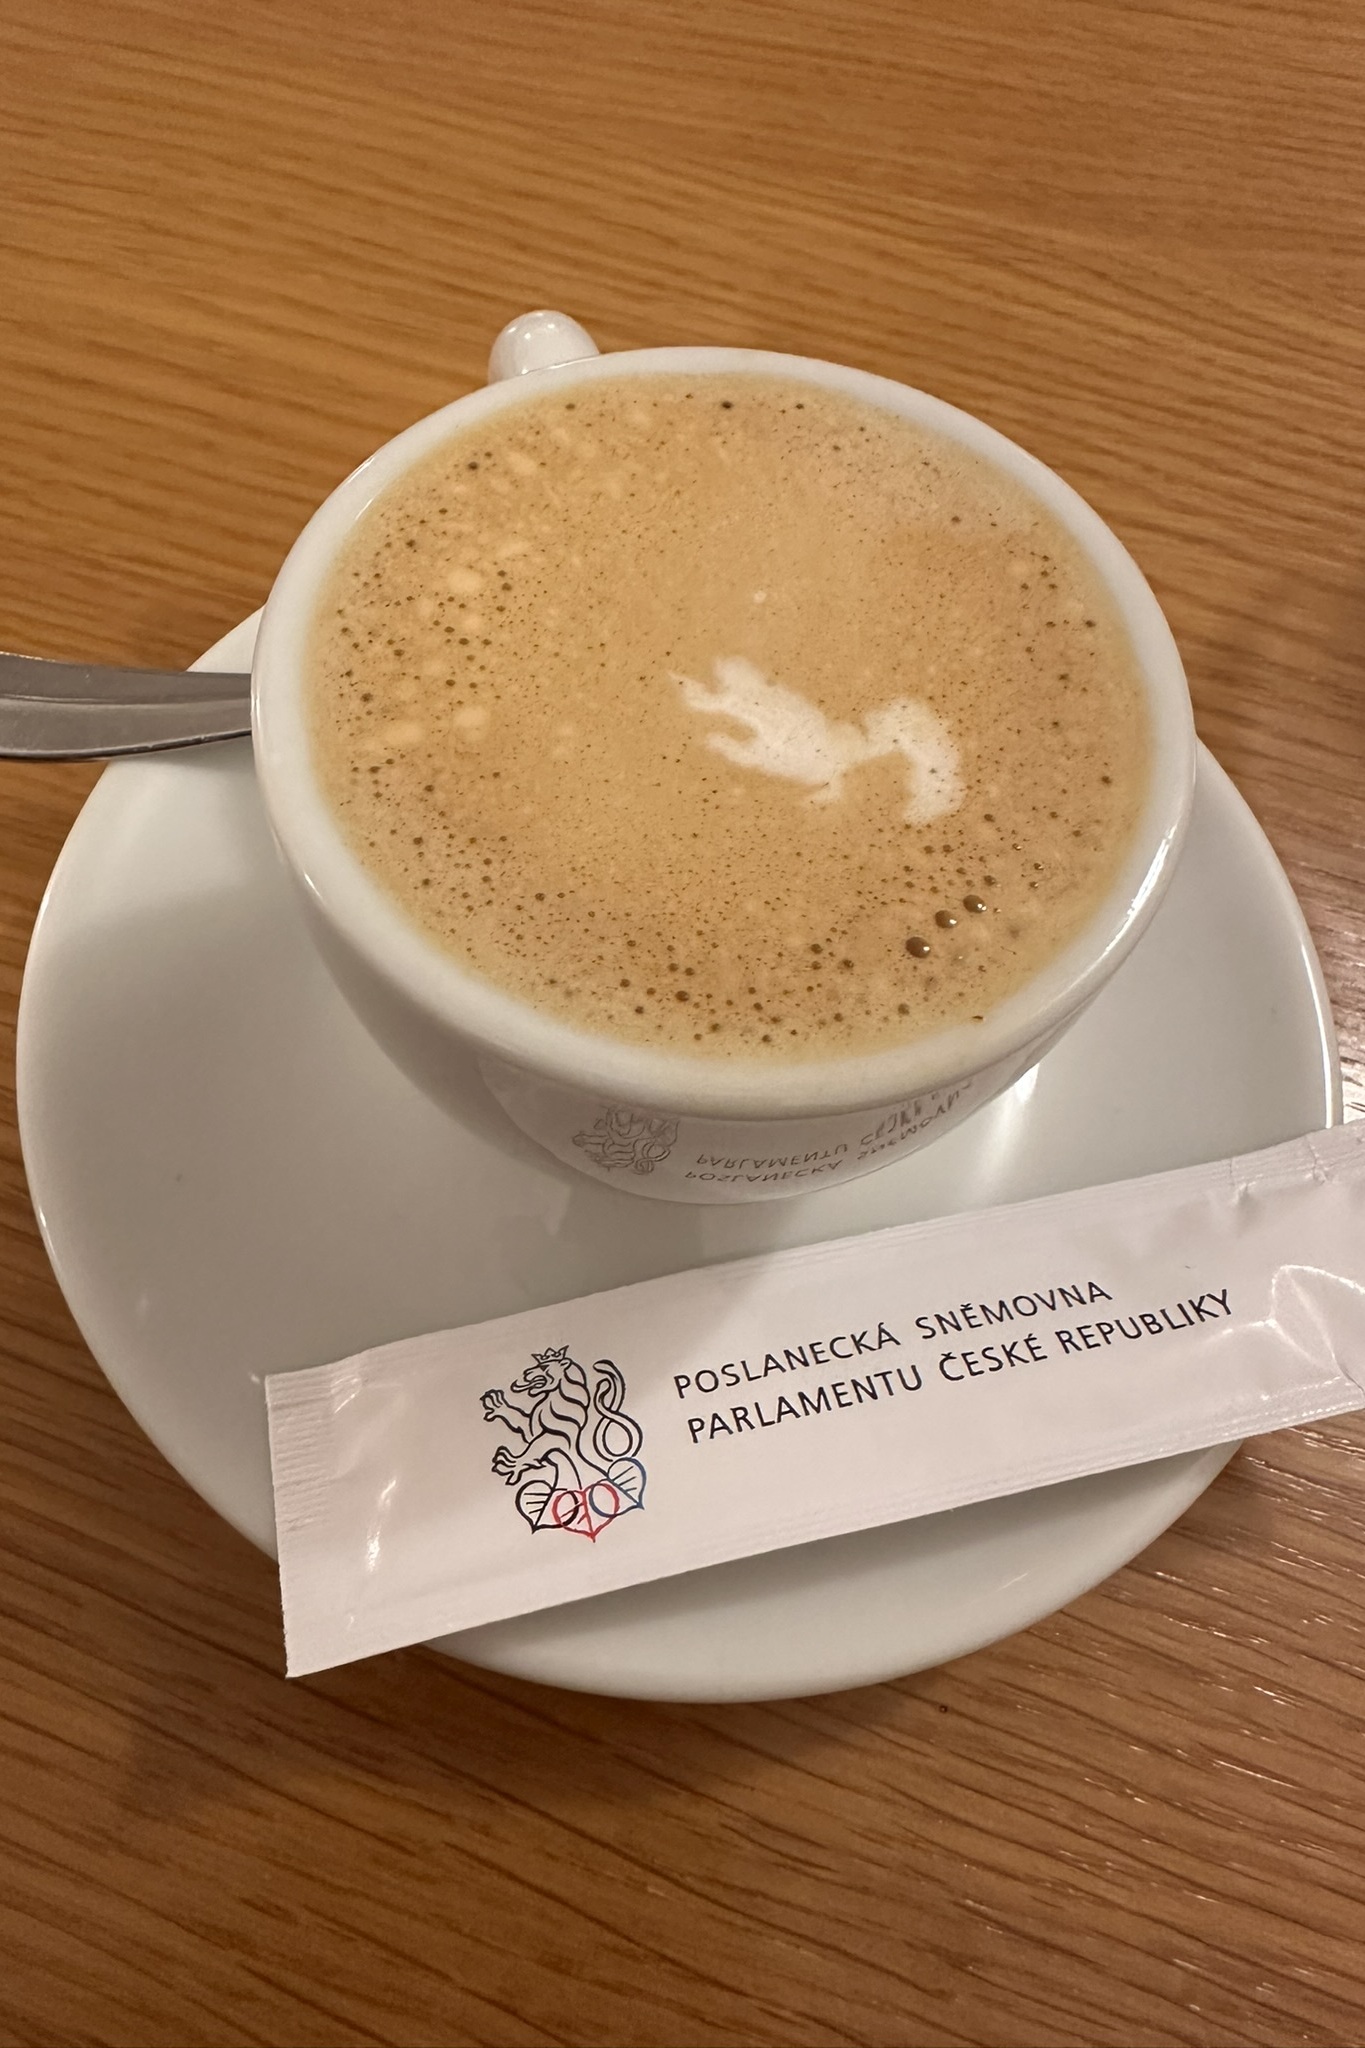 POSLANECKÁ SNĚMOVNA
PARLAMENTU ČESKÉ REPUBLIKY